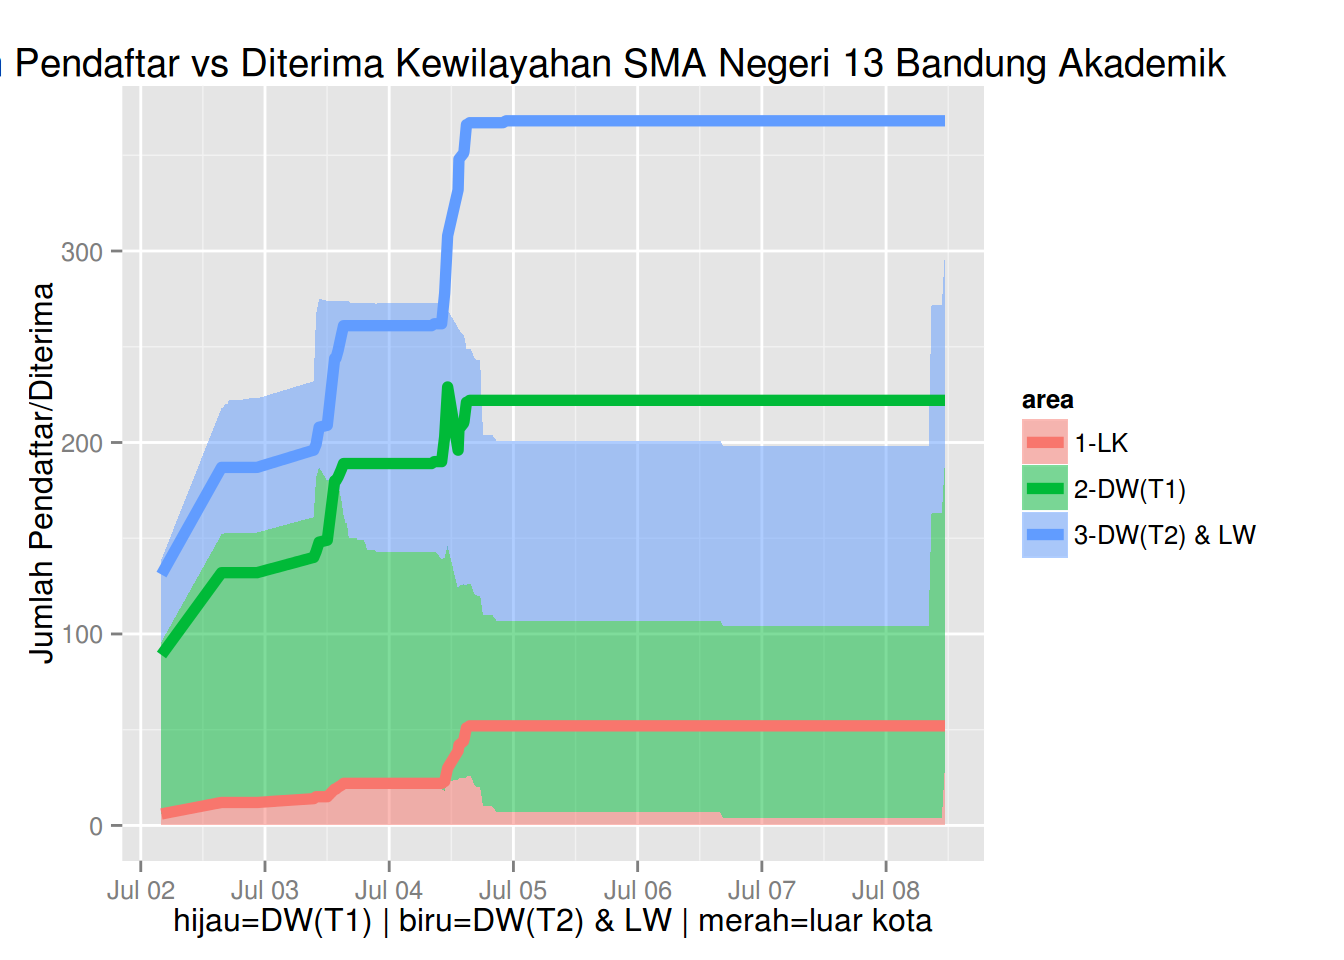 Pendaftar vs Diterima Kewilayahan SMA Negeri 13 Bandung Akademik
Jumlah Pendaftar/Diterima
300
200
100
0
Jul 02 Jul 03 Jul 04 Jul 05 Jul 06 Jul 07 Jul 08
hijau=DW(T1) | biru=DW(T2) & LW | merah=luar kota
area
1-LK
2-DW(T1)
3-DW(T2) & LW